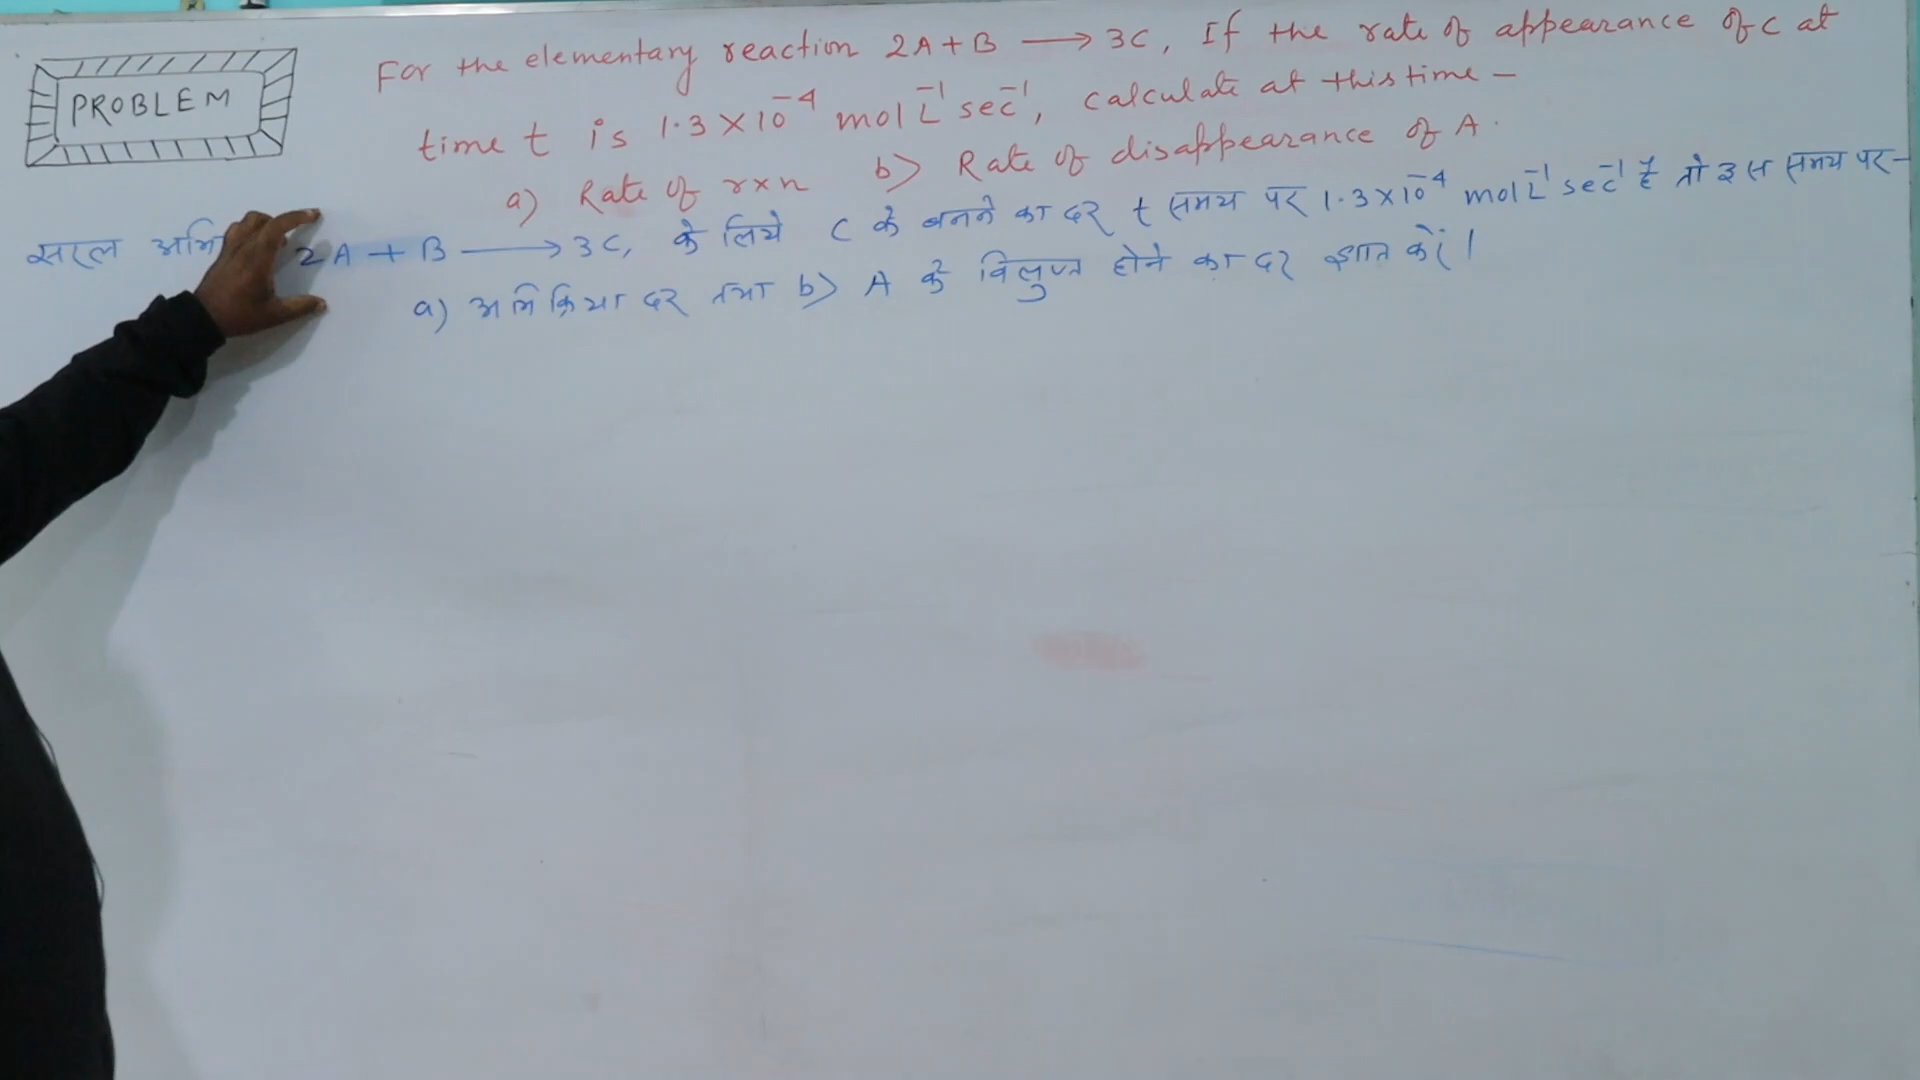 PROBLEM
For the elementary reaction 2A + B ⟶ 3C, If the rate of appearance of C at
time t is 1.3 × 10⁻⁴ mol L⁻¹ sec⁻¹, calculate at this time –
a) Rate of rxn b) Rate of disappearance of A.
सरल 2A + B ⟶ 3C, के लिये C के बनने का दर t समय पर 1.3 × 10⁻⁴ mol L⁻¹ sec⁻¹ है तो इस समय पर –
a) अभिक्रिया दर तथा b) A के विलुप्त होने का दर ज्ञात करें।